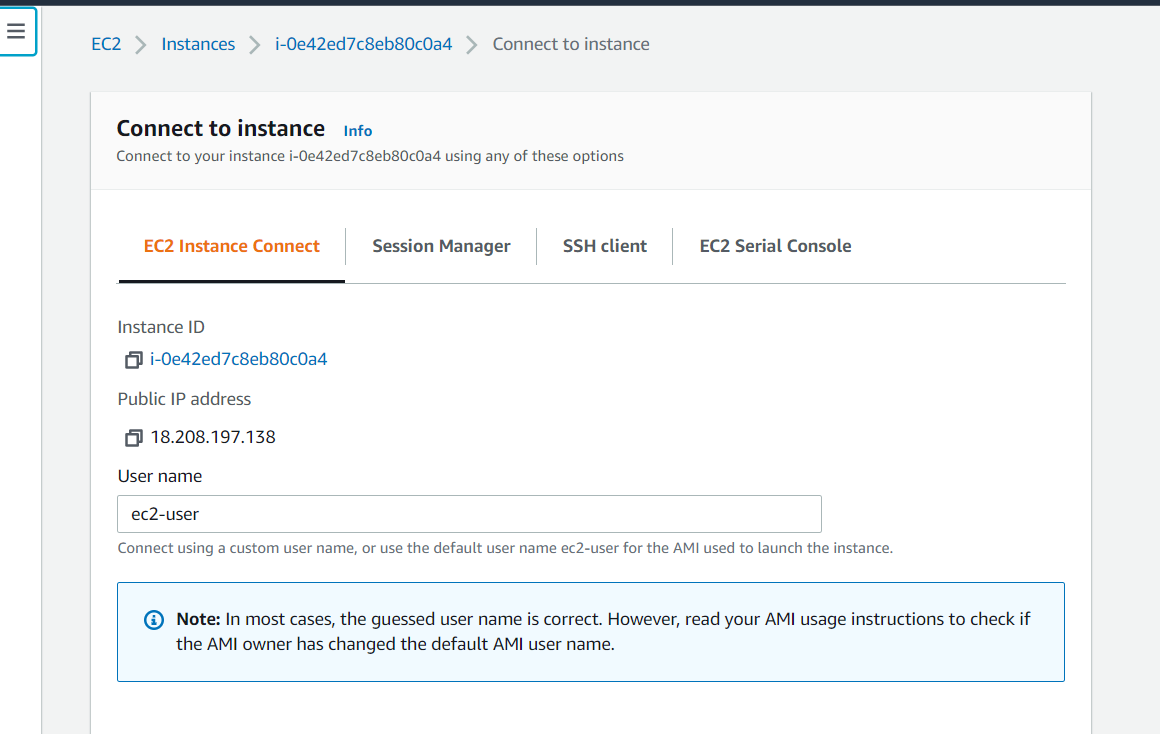 EC2 Instances i-0e42ed7c8eb80c0a4 Connect to instance
Connect to instance Info
Connect to your instance i-0e42ed7c8eb80c0a4 using any of these options
EC2 Instance Connect Session Manager SSH client EC2 Serial Console
Instance ID
i-0e42ed7c8eb80c0a4
Public IP address
18.208.197.138
User name
ec2-user
Connect using a custom user name, or use the default user name ec2-user for the AMI used to launch the instance.
Note: In most cases, the guessed user name is correct. However, read your AMI usage instructions to check if
the AMI owner has changed the default AMI user name.